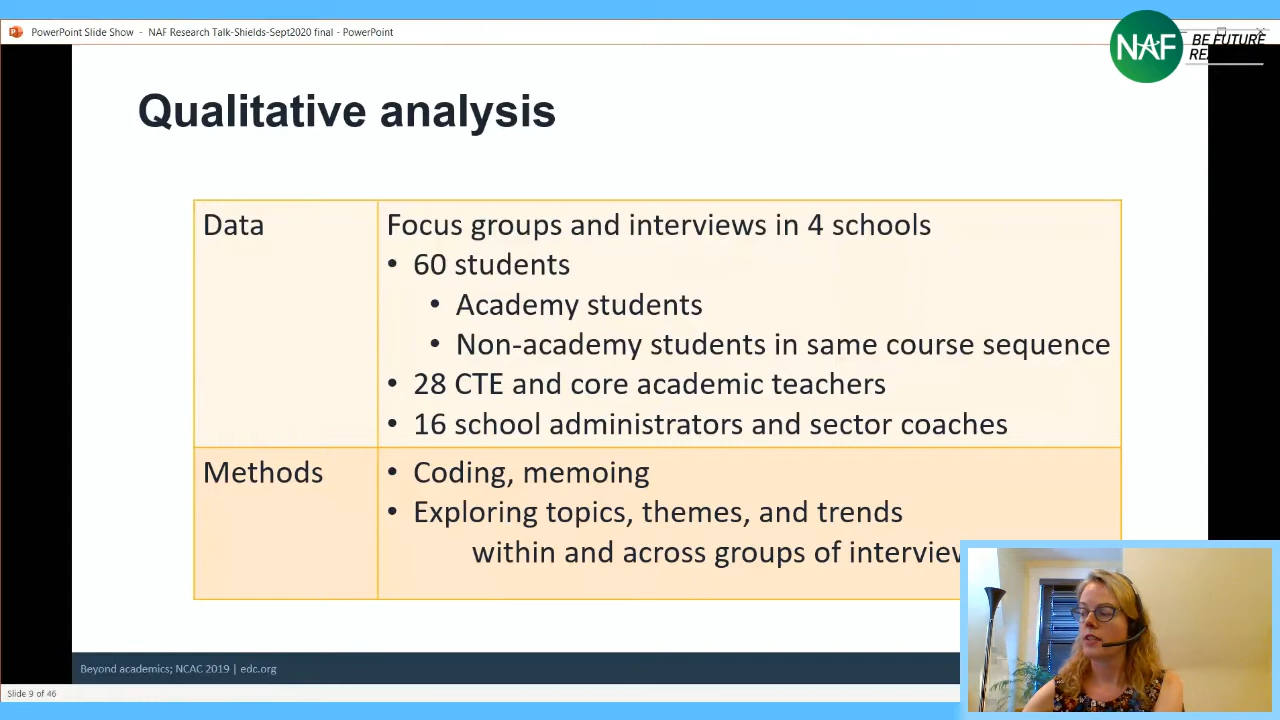 PowerPoint Slide Show - NAF Research Talk-Shields-Sept2020 final - PowerPoint
NAF
BE FUTURE
Qualitative analysis
Data
Focus groups and interviews in 4 schools
• 60 students
• Academy students
• Non-academy students in same course sequence
• 28 CTE and core academic teachers
• 16 school administrators and sector coaches
Methods
• Coding, memoing
• Exploring topics, themes, and trends
within and across groups of
Beyond academics; NCAC 2019 | edc.org
Slide 9 of 46